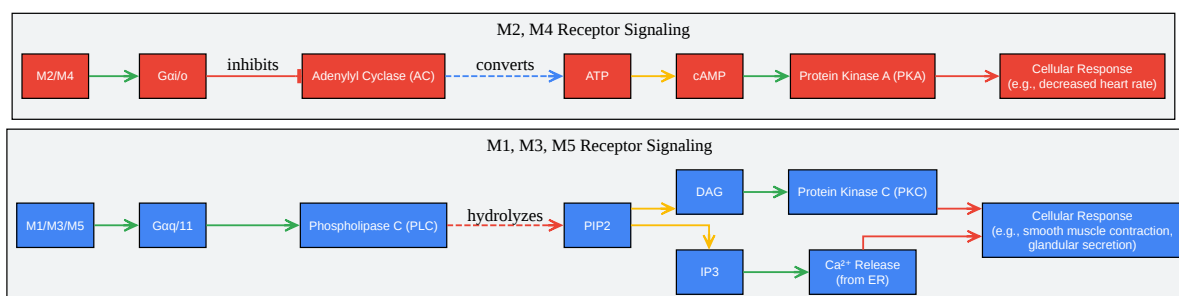 M2, M4 Receptor Signaling
M2/M4
Gαi/o
inhibits
Adenylyl Cyclase (AC)
converts
ATP
cAMP
Protein Kinase A (PKA)
Cellular Response
(e.g., decreased heart rate)
M1, M3, M5 Receptor Signaling
M1/M3/M5
Gαq/11
Phospholipase C (PLC)
hydrolyzes
PIP2
DAG
Protein Kinase C (PKC)
IP3
Ca²⁺ Release
(from ER)
Cellular Response
(e.g., smooth muscle contraction,
glandular secretion)